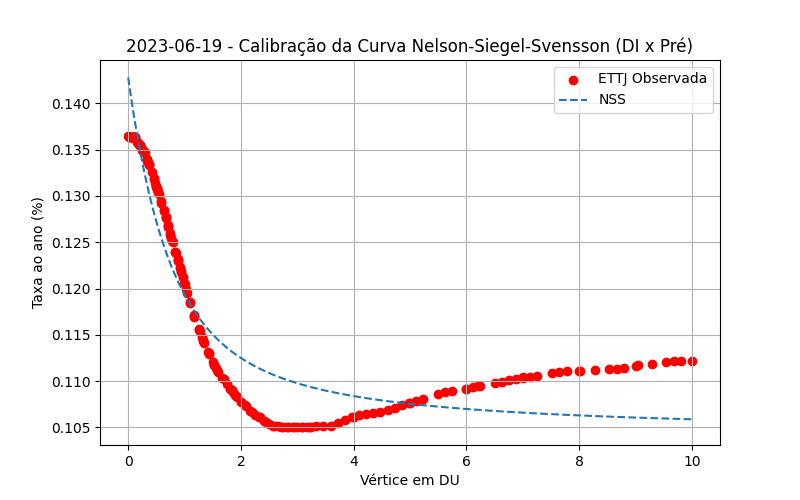 2023-06-19 - Calibração da Curva Nelson-Siegel-Svensson (DI x Pré)
ETTJ Observada
NSS
Taxa ao ano (%)
0.140
0.135
0.130
0.125
0.120
0.115
0.110
0.105
0 2 4 6 8 10
Vértice em DU